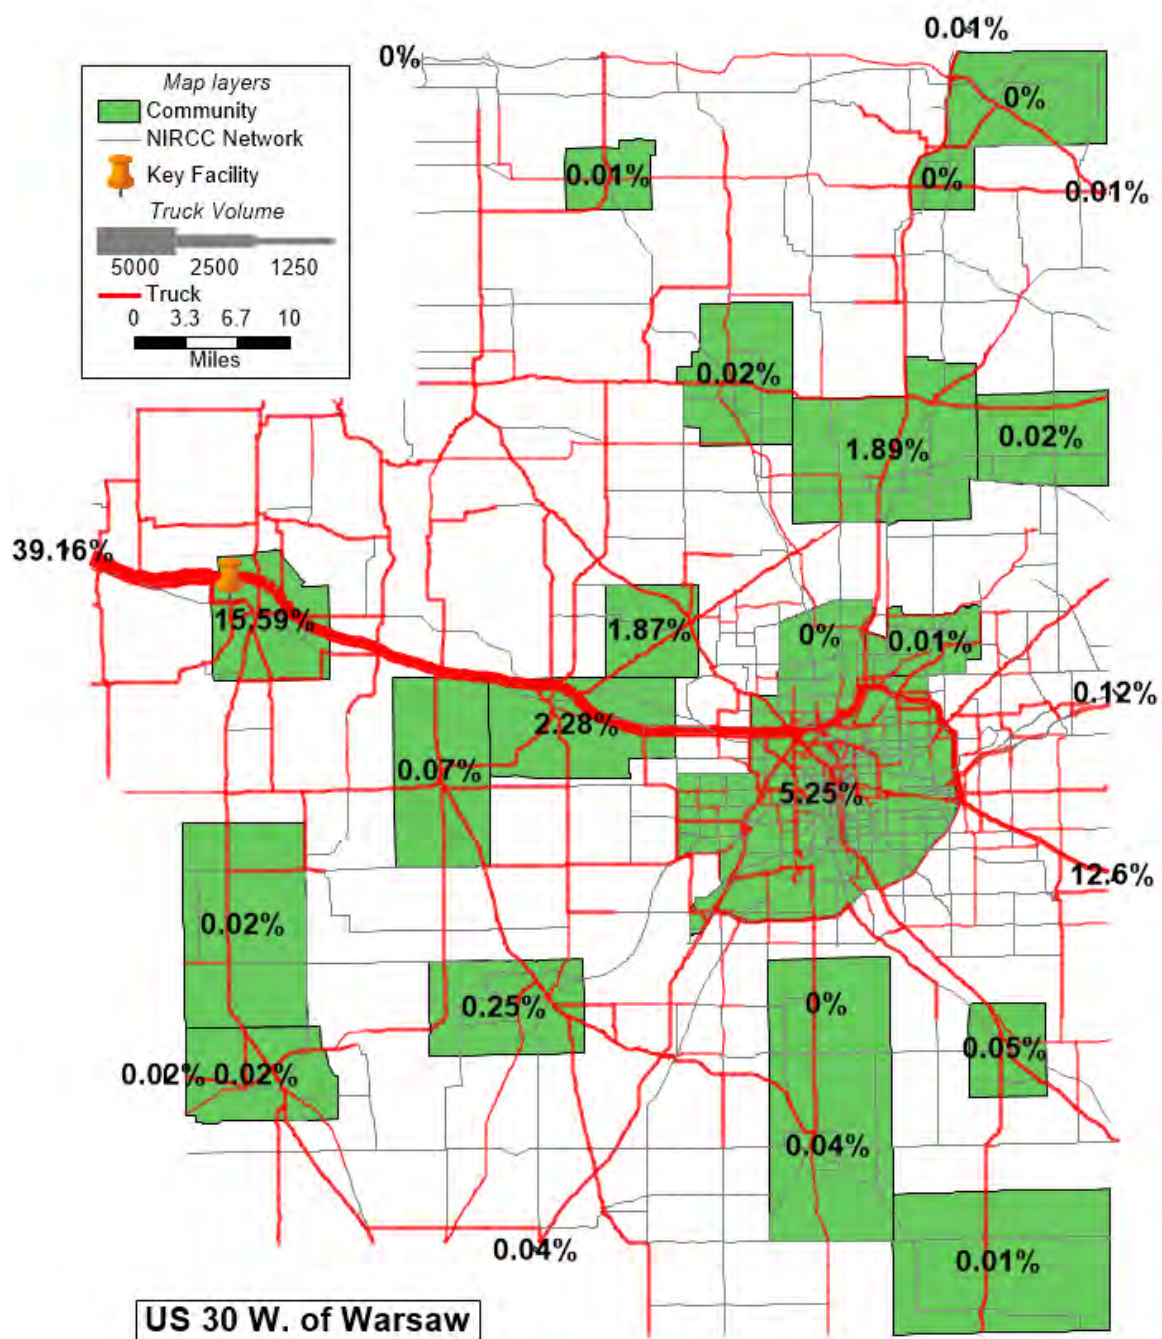 0.01%
0%
Map layers
Community
NIRCC Network
Key Facility
Truck Volume
5000 2500 1250
Truck
0 3.3 6.7 10
Miles
0%
0.01%
0%
0.01%
0.02%
1.89%
0.02%
39.16%
15.59%
1.87%
0%
0.01%
0.12%
2.28%
0.07%
5.25%
12.6%
0.02%
0.25%
0%
0.05%
0.02% 0.02%
0.04%
0.04%
0.01%
US 30 W. of Warsaw